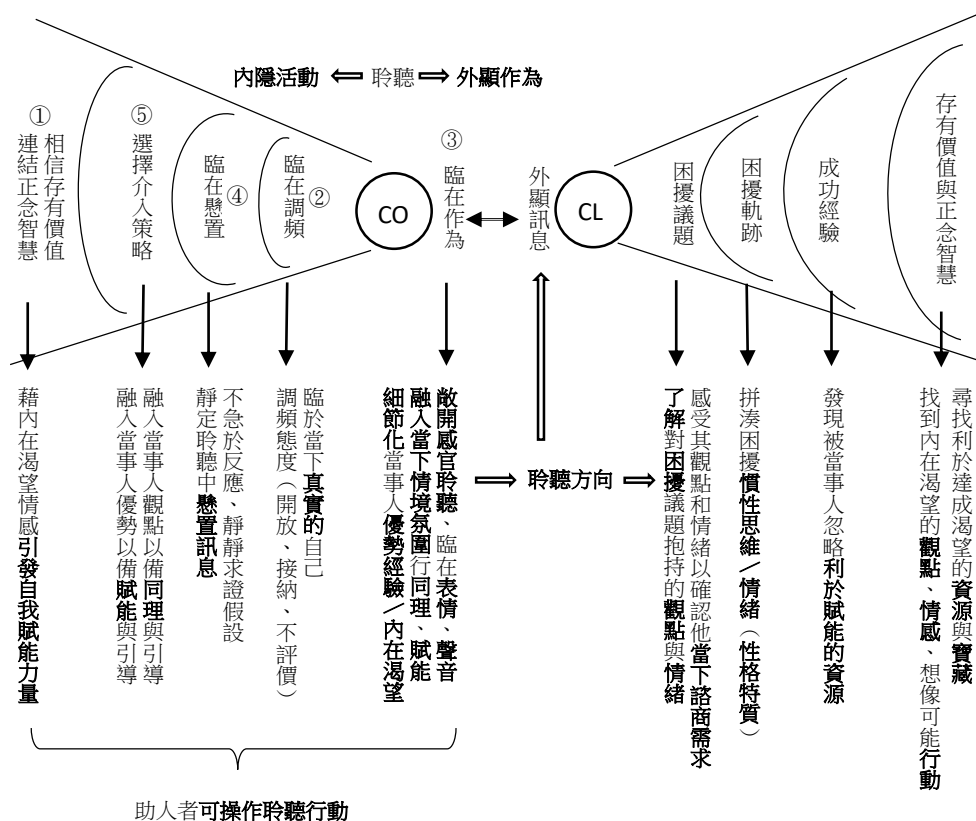 內隱活動 ⇐ 聆聽 ⇒ 外顯作為
①
相信存有價值
連結正念智慧
⑤
選擇介入策略
臨在懸置
④
臨在調頻
②
CO
③
臨在作為
外顯訊息
CL
困擾議題
困擾軌跡
成功經驗
存有價值與正念智慧
藉內在渴望情感引發自我賦能力量
融入當事人觀點以備同理與引導
融入當事人優勢以備賦能與引導
不急於反應、靜靜求證假設
靜定聆聽中懸置訊息
臨於當下真實的自己
調頻態度（開放、接納、不評價）
敞開感官聆聽、臨在表情、聲音
融入當下情境氛圍行同理、賦能
細節化當事人優勢經驗／內在渴望
聆聽方向
感受其觀點和情緒以確認他當下諮商需求
了解對困擾議題抱持的觀點與情緒
拼湊困擾慣性思維／情緒（性格特質）
發現被當事人忽略利於賦能的資源
尋找利於達成渴望的資源與寶藏
找到內在渴望的觀點、情感、想像可能行動
助人者可操作聆聽行動